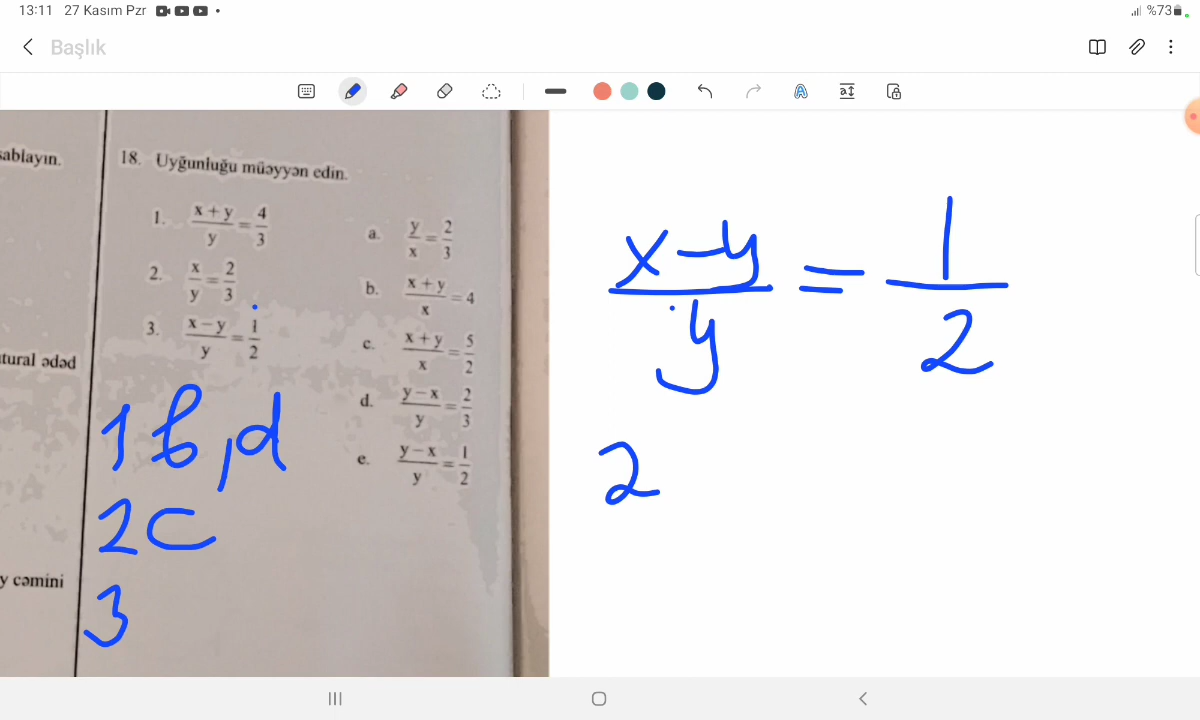 13:11 27 Kasım Pzr %73
Başlık
sablayın.
18. Uyğunluğu müəyyən edin.
1. x+y/y = 4/3
2. x/y = 2/3
3. x−y/y = 1/2
a. y/x = 2/3
b. x+y/x = 4
c. x+y/x = 5/2
d. y−x/y = 2/3
e. y−x/y = 1/2
tural ədəd
y cəmini
1 b, d
2 c
3
x−y/y = 1/2
2